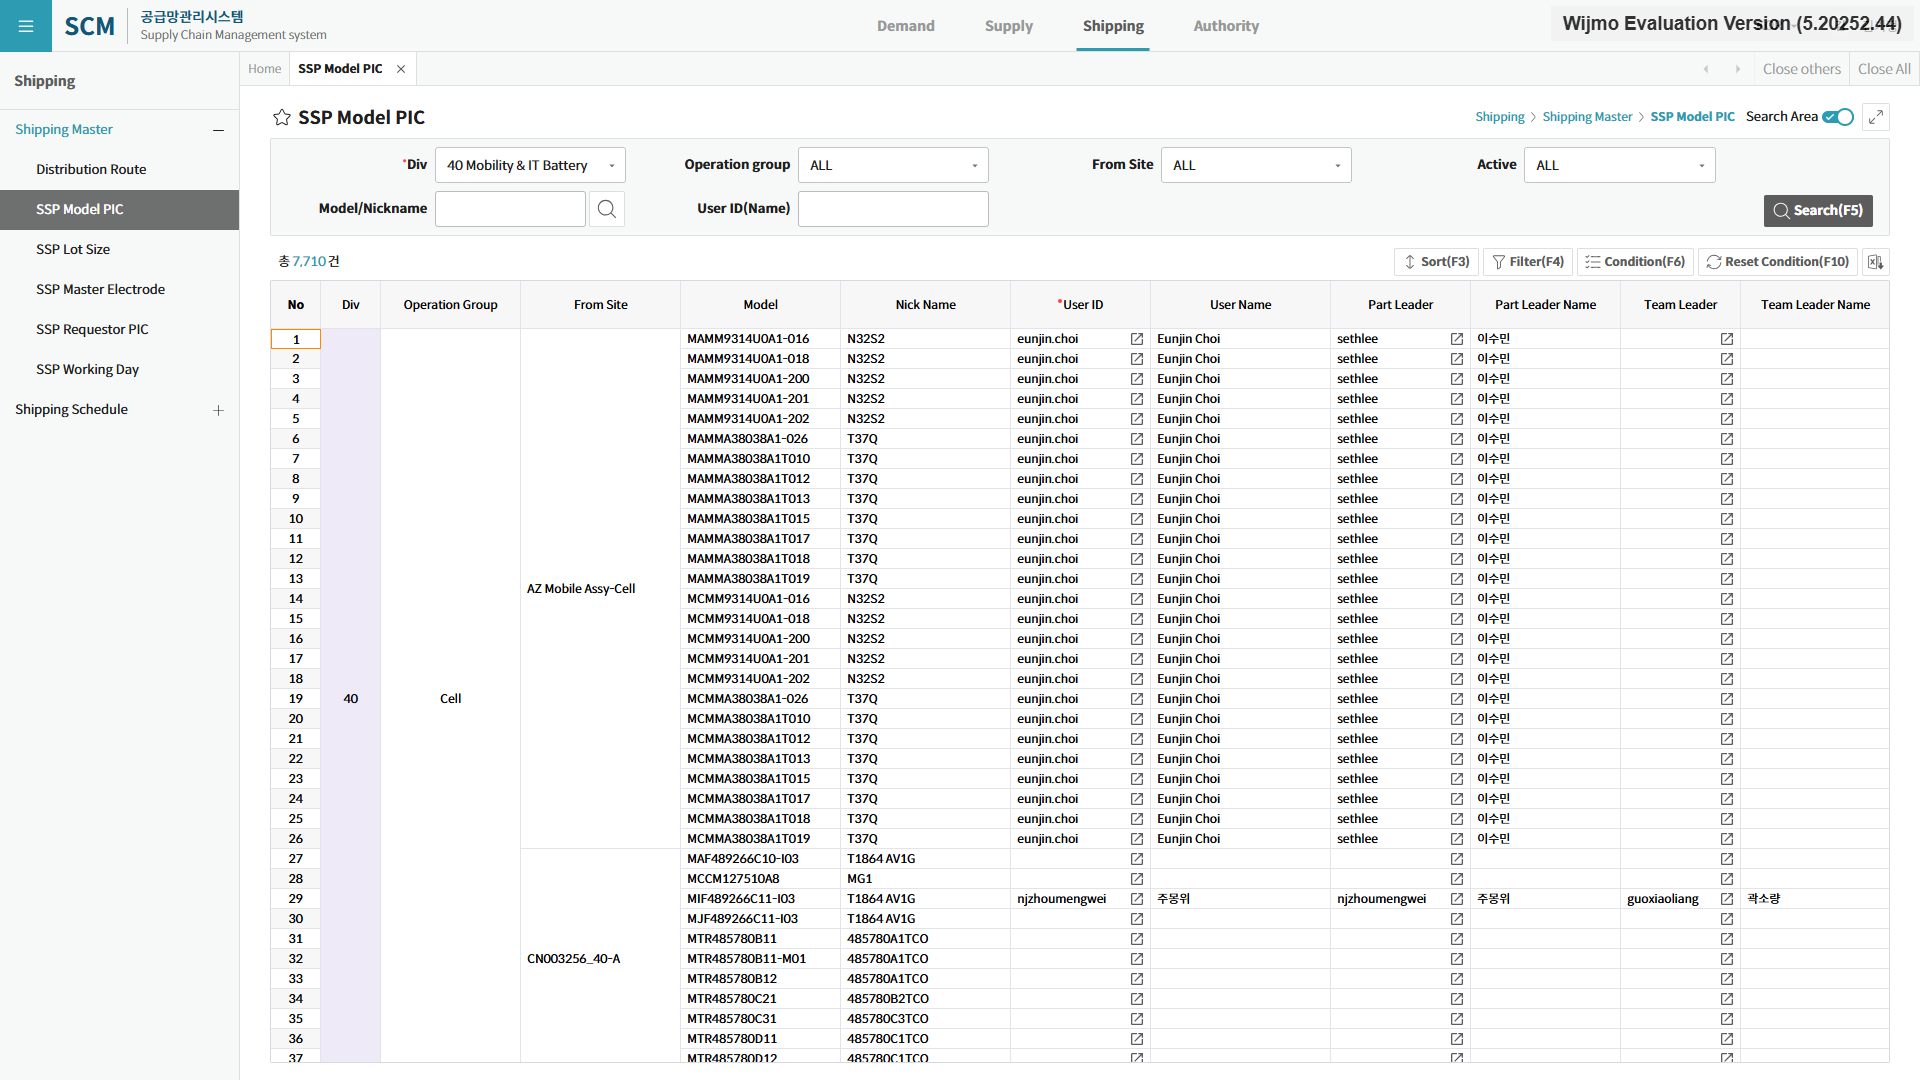 SCM
공급망관리시스템
Supply Chain Management system
Demand
Supply
Shipping
Authority
Wijmo Evaluation Version (5.20252.44)
Shipping
Home
SSP Model PIC
Close others
Close All
Shipping Master
Distribution Route
SSP Model PIC
SSP Lot Size
SSP Master Electrode
SSP Requestor PIC
SSP Working Day
Shipping Schedule
SSP Model PIC
Shipping > Shipping Master > SSP Model PIC
Search Area
*Div 40 Mobility & IT Battery
Operation group ALL
From Site ALL
Active ALL
Model/Nickname
User ID(Name)
Search(F5)
총 7,710 건
Sort(F3)
Filter(F4)
Condition(F6)
Reset Condition(F10)
No Div Operation Group From Site Model Nick Name *User ID User Name Part Leader Part Leader Name Team Leader Team Leader Name
1 MAMM9314U0A1-016 N32S2 eunjin.choi Eunjin Choi sethlee 이수민
2 MAMM9314U0A1-018 N32S2 eunjin.choi Eunjin Choi sethlee 이수민
3 MAMM9314U0A1-200 N32S2 eunjin.choi Eunjin Choi sethlee 이수민
4 MAMM9314U0A1-201 N32S2 eunjin.choi Eunjin Choi sethlee 이수민
5 MAMM9314U0A1-202 N32S2 eunjin.choi Eunjin Choi sethlee 이수민
6 MAMMA38038A1-026 T37Q eunjin.choi Eunjin Choi sethlee 이수민
7 MAMMA38038A1T010 T37Q eunjin.choi Eunjin Choi sethlee 이수민
8 MAMMA38038A1T012 T37Q eunjin.choi Eunjin Choi sethlee 이수민
9 MAMMA38038A1T013 T37Q eunjin.choi Eunjin Choi sethlee 이수민
10 MAMMA38038A1T015 T37Q eunjin.choi Eunjin Choi sethlee 이수민
11 MAMMA38038A1T017 T37Q eunjin.choi Eunjin Choi sethlee 이수민
12 MAMMA38038A1T018 T37Q eunjin.choi Eunjin Choi sethlee 이수민
13 MAMMA38038A1T019 T37Q eunjin.choi Eunjin Choi sethlee 이수민
AZ Mobile Assy-Cell
14 MCMM9314U0A1-016 N32S2 eunjin.choi Eunjin Choi sethlee 이수민
15 MCMM9314U0A1-018 N32S2 eunjin.choi Eunjin Choi sethlee 이수민
16 MCMM9314U0A1-200 N32S2 eunjin.choi Eunjin Choi sethlee 이수민
17 MCMM9314U0A1-201 N32S2 eunjin.choi Eunjin Choi sethlee 이수민
18 MCMM9314U0A1-202 N32S2 eunjin.choi Eunjin Choi sethlee 이수민
19 40 Cell MCMMA38038A1-026 T37Q eunjin.choi Eunjin Choi sethlee 이수민
20 MCMMA38038A1T010 T37Q eunjin.choi Eunjin Choi sethlee 이수민
21 MCMMA38038A1T012 T37Q eunjin.choi Eunjin Choi sethlee 이수민
22 MCMMA38038A1T013 T37Q eunjin.choi Eunjin Choi sethlee 이수민
23 MCMMA38038A1T015 T37Q eunjin.choi Eunjin Choi sethlee 이수민
24 MCMMA38038A1T017 T37Q eunjin.choi Eunjin Choi sethlee 이수민
25 MCMMA38038A1T018 T37Q eunjin.choi Eunjin Choi sethlee 이수민
26 MCMMA38038A1T019 T37Q eunjin.choi Eunjin Choi sethlee 이수민
27 MAF489266C10-I03 T1864 AV1G
28 MCCM127510A8 MG1
29 MIF489266C11-I03 T1864 AV1G njzhoumengwei 주몽위 njzhoumengwei 주몽위 guoxiaoliang 곽소량
30 MJF489266C11-I03 T1864 AV1G
31 MTR485780B11 485780A1TCO
32 CN003256_40-A MTR485780B11-M01 485780A1TCO
33 MTR485780B12 485780A1TCO
34 MTR485780C21 485780B2TCO
35 MTR485780C31 485780C3TCO
36 MTR485780D11 485780C1TCO
37 MTR485780D12 485780C1TCO